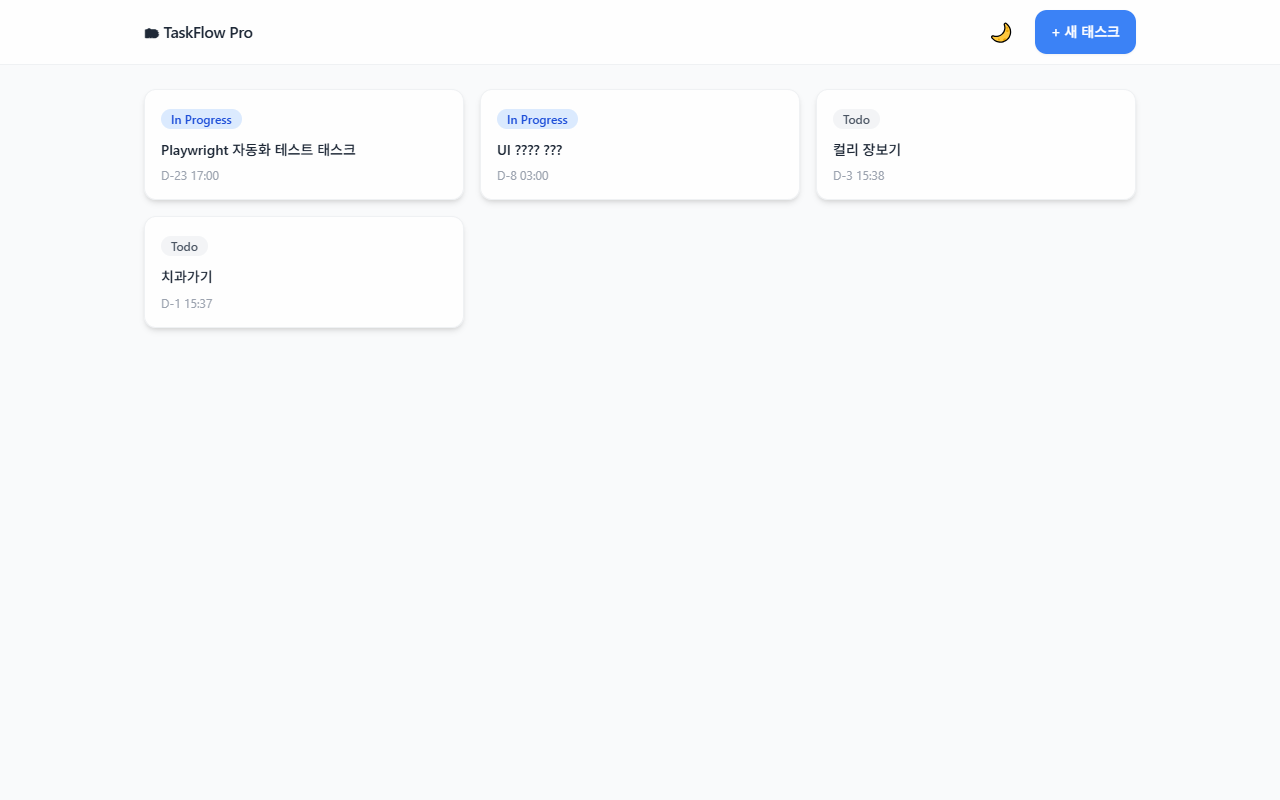 TaskFlow Pro
+ 새 태스크
In Progress
Playwright 자동화 테스트 태스크
D-23 17:00
In Progress
UI ???? ???
D-8 03:00
Todo
컬리 장보기
D-3 15:38
Todo
치과가기
D-1 15:37